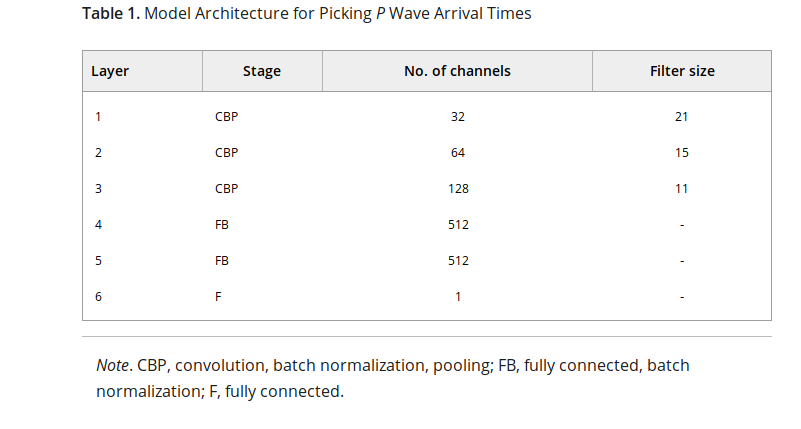 Table 1. Model Architecture for Picking P Wave Arrival Times
Layer Stage No. of channels Filter size
1 CBP 32 21
2 CBP 64 15
3 CBP 128 11
4 FB 512 -
5 FB 512 -
6 F 1 -
Note. CBP, convolution, batch normalization, pooling; FB, fully connected, batch
normalization; F, fully connected.